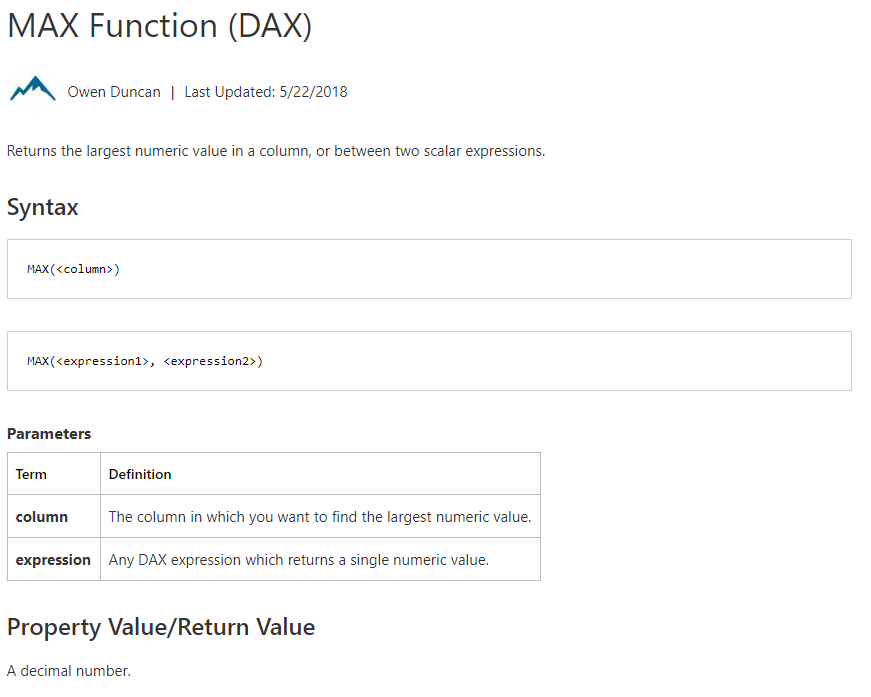 MAX Function (DAX)
Owen Duncan | Last Updated: 5/22/2018
Returns the largest numeric value in a column, or between two scalar expressions.
Syntax
MAX(<column>)
MAX(<expression1>, <expression2>)
Parameters
Term Definition
column The column in which you want to find the largest numeric value.
expression Any DAX expression which returns a single numeric value.
Property Value/Return Value
A decimal number.